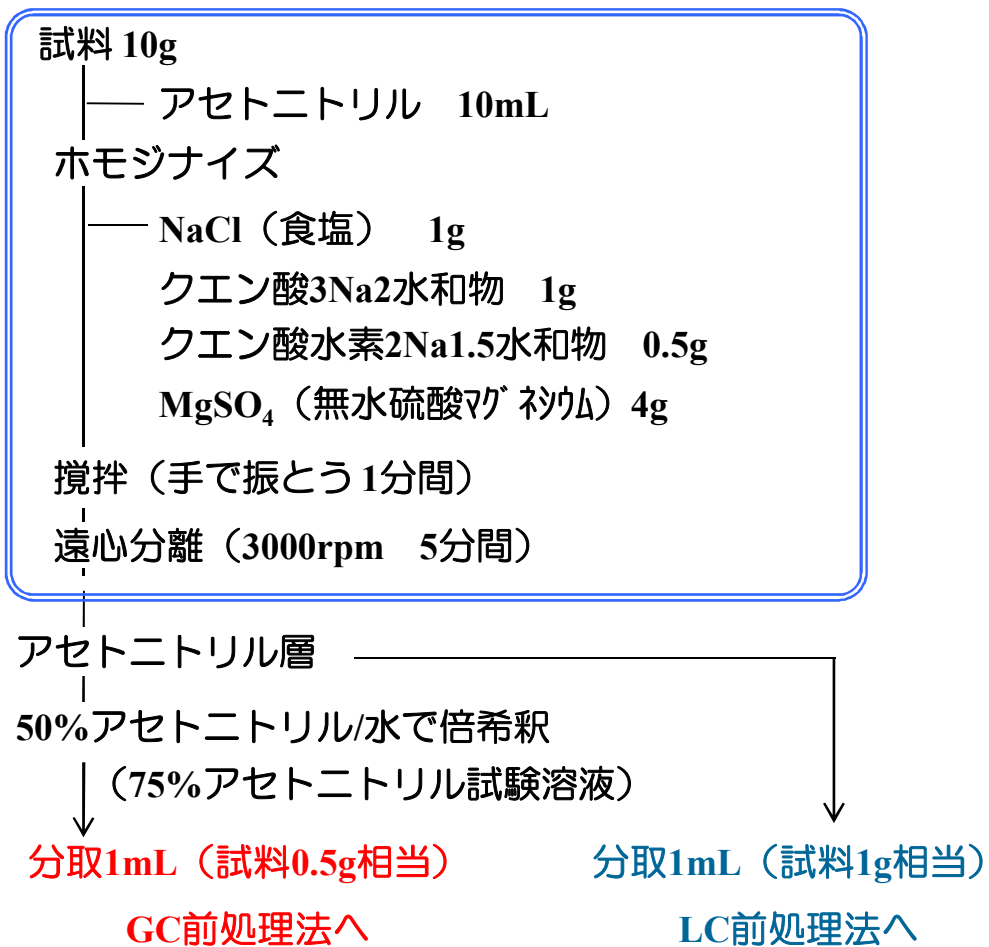 試料 10g
アセトニトリル　10mL
ホモジナイズ
NaCl（食塩）　1g
クエン酸3Na2水和物　1g
クエン酸水素2Na1.5水和物　0.5g
MgSO₄（無水硫酸ﾏｸﾞﾈｼｳﾑ）4g
撹拌（手で振とう 1分間）
遠心分離（3000rpm　5分間）
アセトニトリル層
50%アセトニトリル/水で倍希釈
（75%アセトニトリル試験溶液）
分取1mL（試料0.5g相当）
分取1mL（試料1g相当）
GC前処理法へ
LC前処理法へ